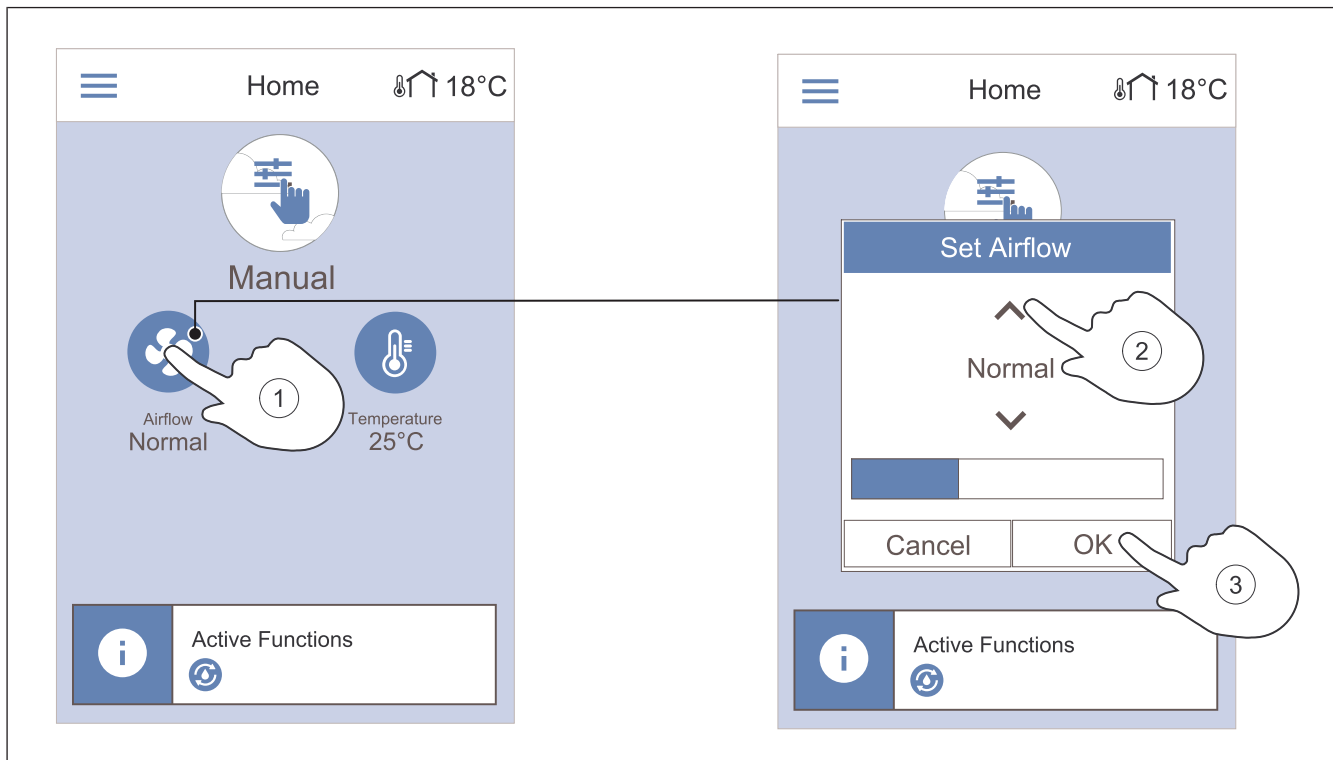 Home 18°C
Manual
1
Airflow
Normal
Temperature
25°C
i
Active Functions
Home 18°C
Set Airflow
2
Normal
Cancel OK
3
i
Active Functions